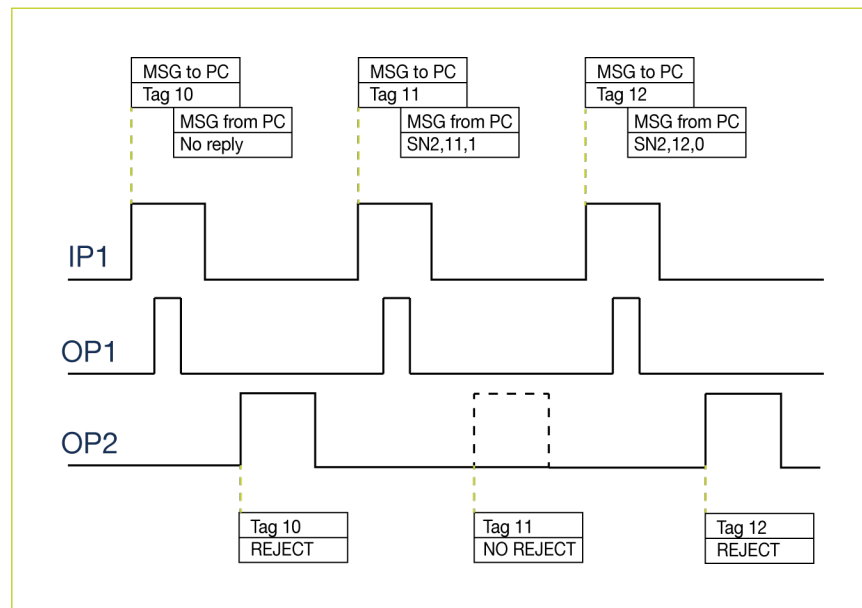 MSG to PC
Tag 10
MSG from PC
No reply
MSG to PC
Tag 11
MSG from PC
SN2,11,1
MSG to PC
Tag 12
MSG from PC
SN2,12,0
IP1
OP1
OP2
Tag 10
REJECT
Tag 11
NO REJECT
Tag 12
REJECT